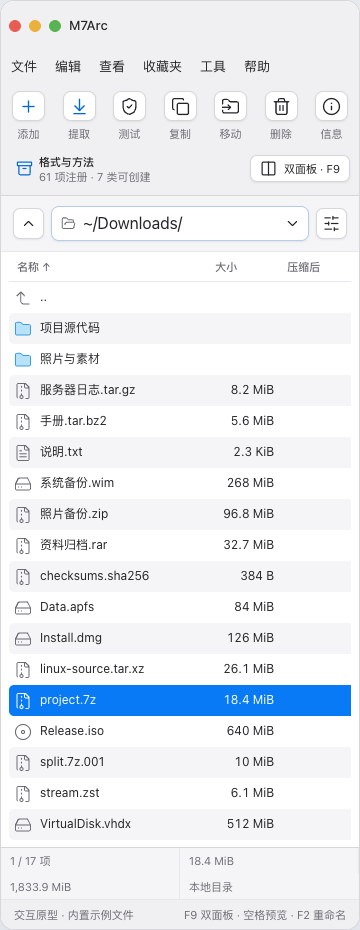 M7Arc
文件 编辑 查看 收藏夹 工具 帮助
添加 提取 测试 复制 移动 删除 信息
格式与方法
61 项注册 · 7 类可创建
双面板 · F9
~/Downloads/
名称 ↑ 大小 压缩后
..
项目源代码
照片与素材
服务器日志.tar.gz 8.2 MiB
手册.tar.bz2 5.6 MiB
说明.txt 2.3 KiB
系统备份.wim 268 MiB
照片备份.zip 96.8 MiB
资料归档.rar 32.7 MiB
checksums.sha256 384 B
Data.apfs 84 MiB
Install.dmg 126 MiB
linux-source.tar.xz 26.1 MiB
project.7z 18.4 MiB
Release.iso 640 MiB
split.7z.001 10 MiB
stream.zst 6.1 MiB
VirtualDisk.vhdx 512 MiB
1 / 17 项 18.4 MiB
1,833.9 MiB 本地目录
交互原型 · 内置示例文件 F9 双面板 · 空格预览 · F2 重命名